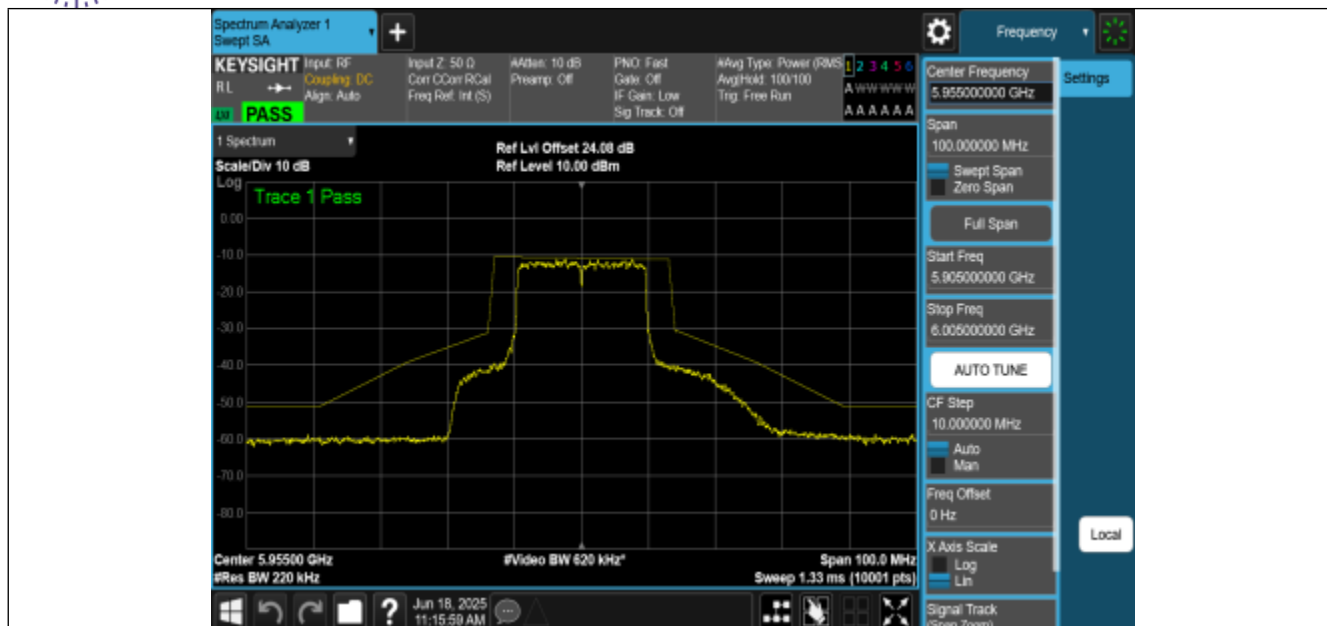 Spectrum Analyzer 1
Swept SA
+
Frequency
KEYSIGHT
RL
PASS
Input: RF
Coupling: DC
Align: Auto
Input Z: 50 Ω
Corr CCorr RCal
Freq Ref: Int (S)
#Atten: 10 dB
Preamp: Off
PNO: Fast
Gate: Off
IF Gain: Low
Sig Track: Off
#Avg Type: Power (RMS
Avg|Hold: 100/100
Trig: Free Run
1 2 3 4 5 6
A W W W W W
A A A A A A
1 Spectrum
Scale/Div 10 dB
Ref Lvl Offset 24.08 dB
Ref Level 10.00 dBm
Log
Trace 1 Pass
0.00
-10.0
-20.0
-30.0
-40.0
-50.0
-60.0
-70.0
-80.0
Center 5.95500 GHz
#Video BW 620 kHz*
Span 100.0 MHz
#Res BW 220 kHz
Sweep 1.33 ms (10001 pts)
Center Frequency
5.955000000 GHz
Settings
Span
100.000000 MHz
Swept Span
Zero Span
Full Span
Start Freq
5.905000000 GHz
Stop Freq
6.005000000 GHz
AUTO TUNE
CF Step
10.000000 MHz
Auto
Man
Freq Offset
0 Hz
X Axis Scale
Log
Lin
Local
Signal Track
(Span Zoom)
?
Jun 18, 2025
11:15:59 AM